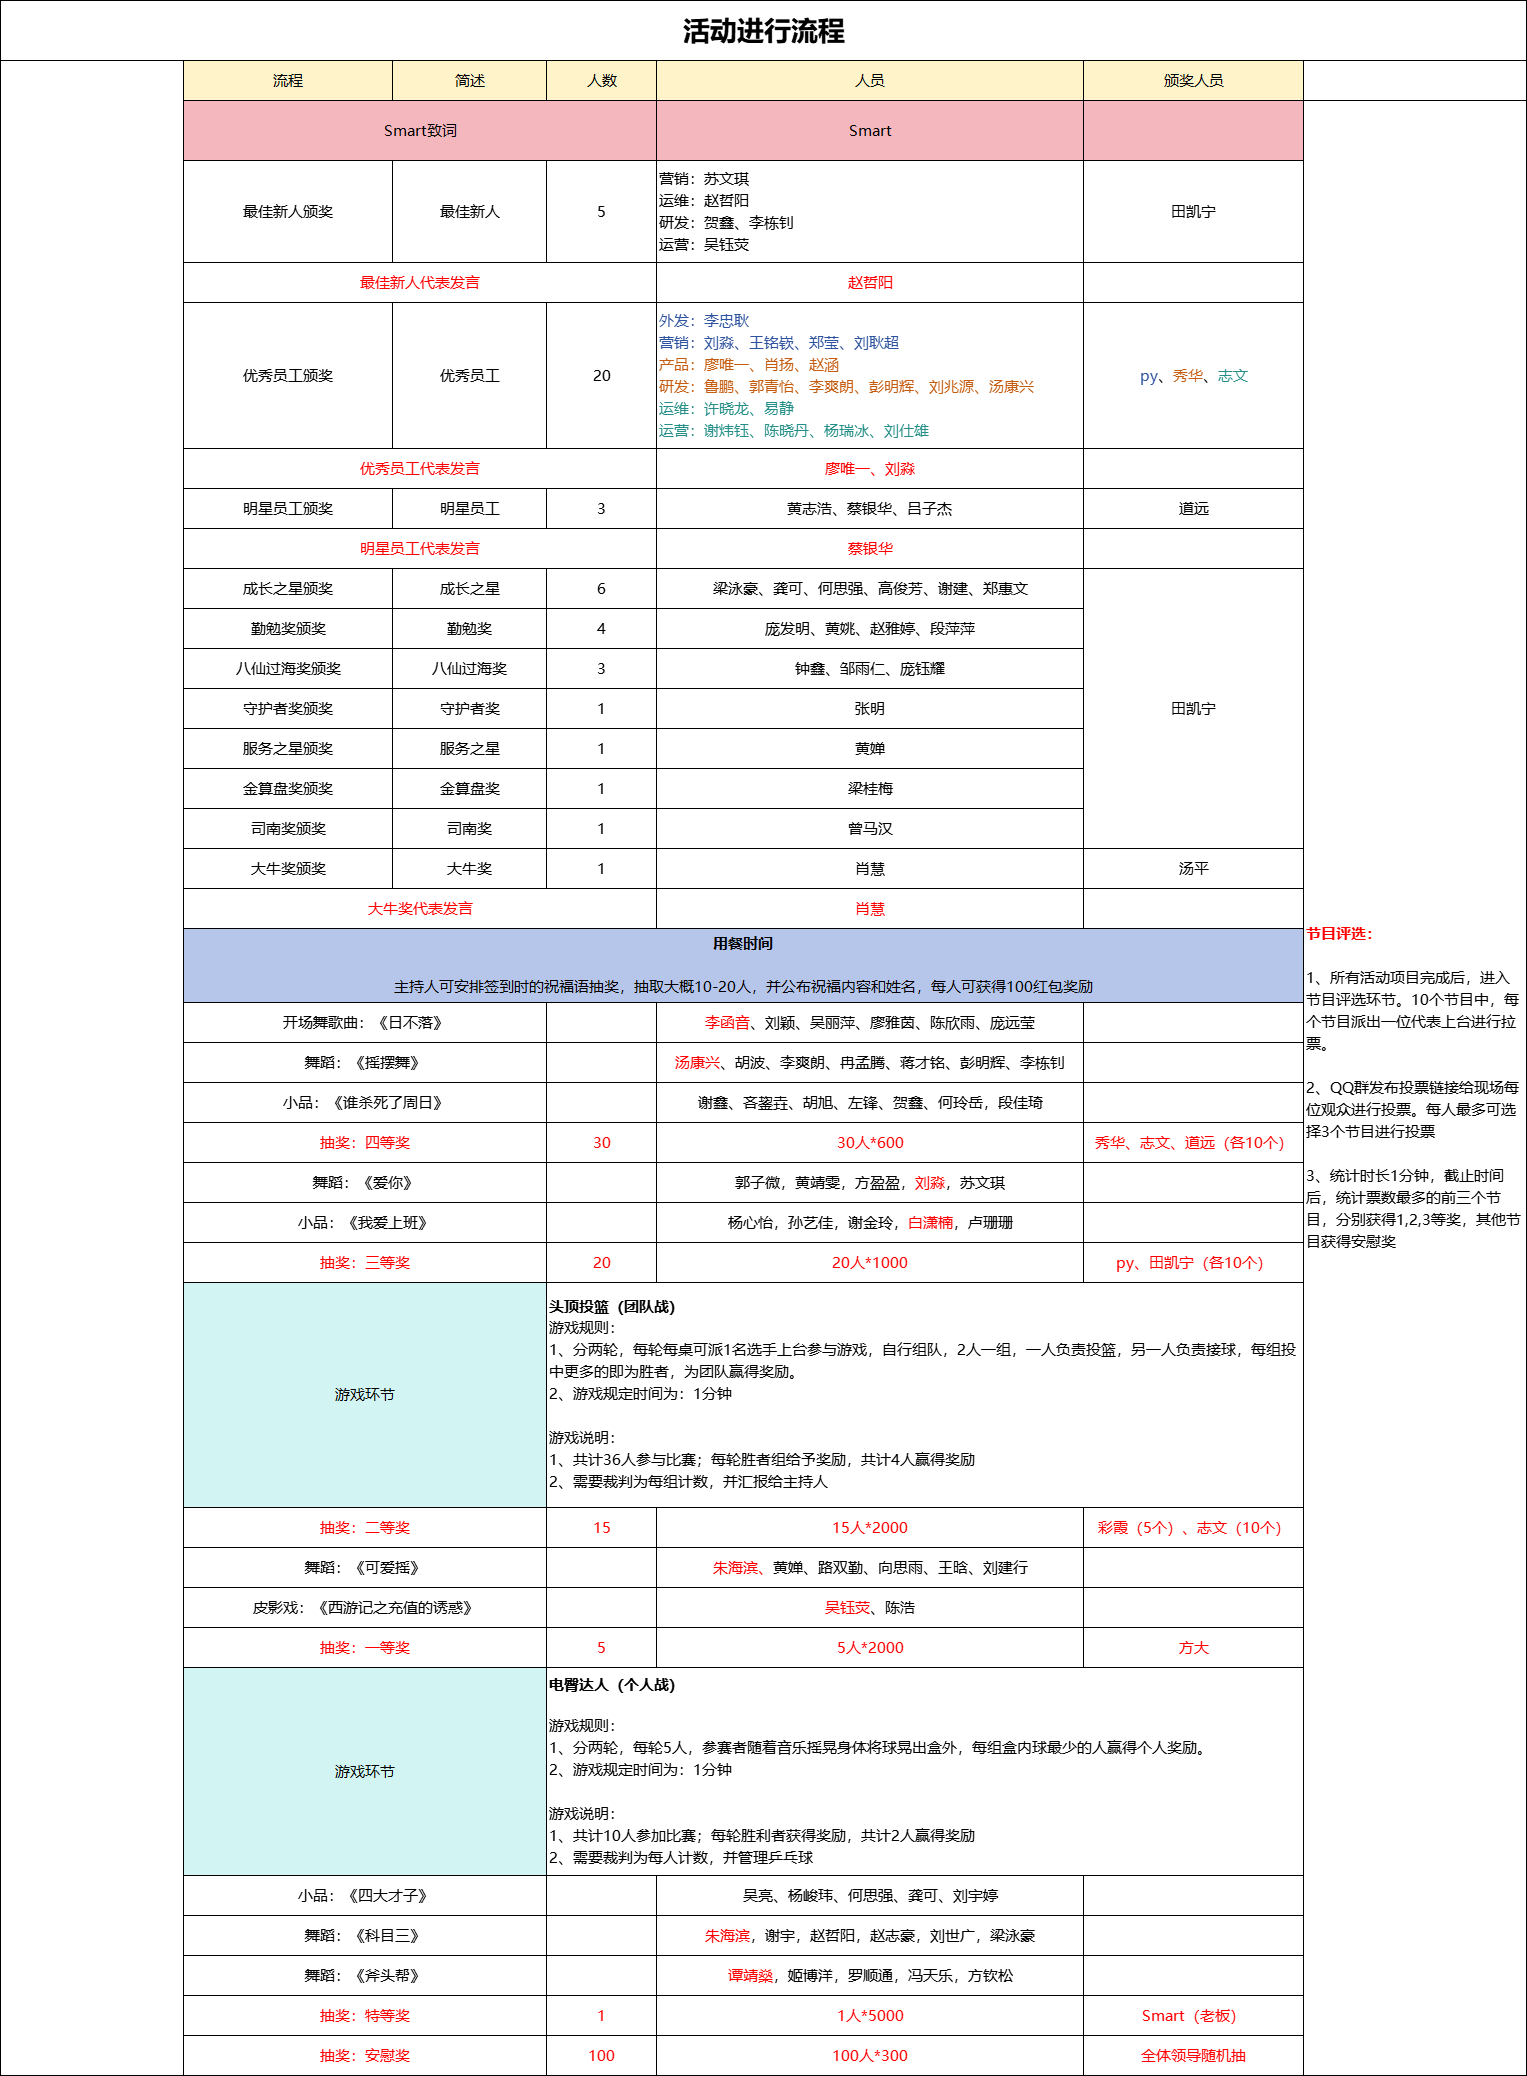 活动进行流程
流程 简述 人数 人员 颁奖人员
Smart致词 Smart
最佳新人颁奖 最佳新人 5
营销：苏文琪
运维：赵哲阳
研发：贺鑫、李栋钊
运营：吴钰荧
田凯宁
最佳新人代表发言 赵哲阳
优秀员工颁奖 优秀员工 20
外发：李忠耿
营销：刘淼、王铭嵚、郑莹、刘耿超
产品：廖唯一、肖扬、赵涵
研发：鲁鹏、郭青怡、李爽朗、彭明辉、刘兆源、汤康兴
运维：许晓龙、易静
运营：谢炜钰、陈晓丹、杨瑞冰、刘仕雄
py、秀华、志文
优秀员工代表发言 廖唯一、刘淼
明星员工颁奖 明星员工 3 黄志浩、蔡银华、吕子杰 道远
明星员工代表发言 蔡银华
成长之星颁奖 成长之星 6 梁泳豪、龚可、何思强、高俊芳、谢建、郑惠文
勤勉奖颁奖 勤勉奖 4 庞发明、黄姚、赵雅婷、段萍萍
八仙过海奖颁奖 八仙过海奖 3 钟鑫、邹雨仁、庞钰耀
守护者奖颁奖 守护者奖 1 张明 田凯宁
服务之星颁奖 服务之星 1 黄婵
金算盘奖颁奖 金算盘奖 1 梁桂梅
司南奖颁奖 司南奖 1 曾马汉
大牛奖颁奖 大牛奖 1 肖慧 汤平
大牛奖代表发言 肖慧
用餐时间
主持人可安排签到时的祝福语抽奖，抽取大概10-20人，并公布祝福内容和姓名，每人可获得100红包奖励
开场舞歌曲：《日不落》 李函音、刘颖、吴丽萍、廖雅茵、陈欣雨、庞远莹
舞蹈：《摇摆舞》 汤康兴、胡波、李爽朗、冉孟腾、蒋才铭、彭明辉、李栋钊
小品：《谁杀死了周日》 谢鑫、吝鋆垚、胡旭、左锋、贺鑫、何玲岳，段佳琦
抽奖：四等奖 30 30人*600 秀华、志文、道远（各10个）
舞蹈：《爱你》 郭子微，黄靖雯，方盈盈，刘淼，苏文琪
小品：《我爱上班》 杨心怡，孙艺佳，谢金玲，白潇楠，卢珊珊
抽奖：三等奖 20 20人*1000 py、田凯宁（各10个）
节目评选：
1、所有活动项目完成后，进入
节目评选环节。10个节目中，每
个节目派出一位代表上台进行拉
票。
2、QQ群发布投票链接给现场每
位观众进行投票。每人最多可选
择3个节目进行投票
3、统计时长1分钟，截止时间
后，统计票数最多的前三个节
目，分别获得1,2,3等奖，其他节
目获得安慰奖
游戏环节
头顶投篮（团队战）
游戏规则：
1、分两轮，每轮每桌可派1名选手上台参与游戏，自行组队，2人一组，一人负责投篮，另一人负责接球，每组投
中更多的即为胜者，为团队赢得奖励。
2、游戏规定时间为：1分钟
游戏说明：
1、共计36人参与比赛；每轮胜者组给予奖励，共计4人赢得奖励
2、需要裁判为每组计数，并汇报给主持人
抽奖：二等奖 15 15人*2000 彩霞（5个）、志文（10个）
舞蹈：《可爱摇》 朱海滨、黄婵、路双勤、向思雨、王晗、刘建行
皮影戏：《西游记之充值的诱惑》 吴钰荧、陈浩
抽奖：一等奖 5 5人*2000 方大
游戏环节
电臀达人（个人战）
游戏规则：
1、分两轮，每轮5人，参赛者随着音乐摇晃身体将球晃出盒外，每组盒内球最少的人赢得个人奖励。
2、游戏规定时间为：1分钟
游戏说明：
1、共计10人参加比赛；每轮胜利者获得奖励，共计2人赢得奖励
2、需要裁判为每人计数，并管理乒乓球
小品：《四大才子》 吴亮、杨峻玮、何思强、龚可、刘宇婷
舞蹈：《科目三》 朱海滨，谢宇，赵哲阳，赵志豪，刘世广，梁泳豪
舞蹈：《斧头帮》 谭靖燊，姬博洋，罗顺通，冯天乐，方钦松
抽奖：特等奖 1 1人*5000 Smart（老板）
抽奖：安慰奖 100 100人*300 全体领导随机抽